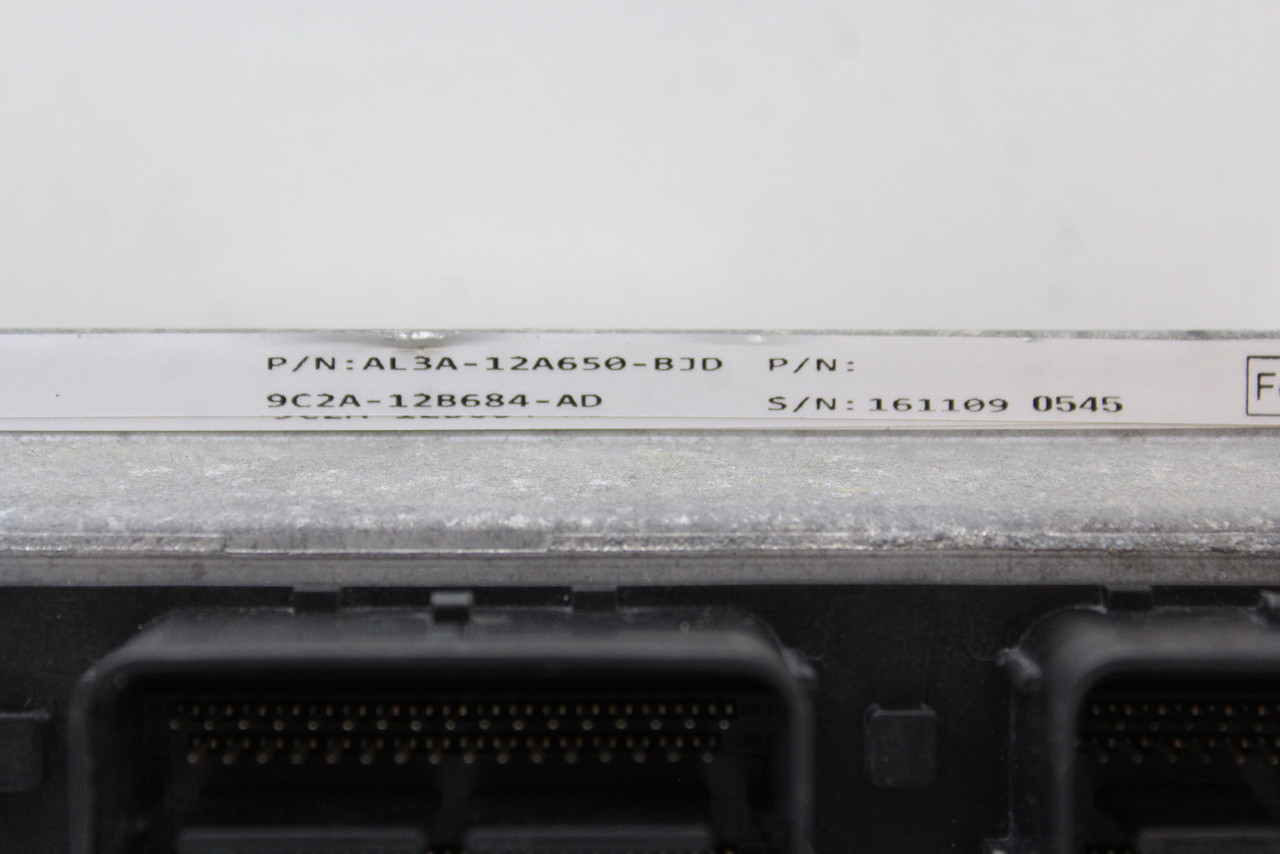 P/N:AL3A-12A650-BJD P/N:
9C2A-12B684-AD S/N: 161109 0545